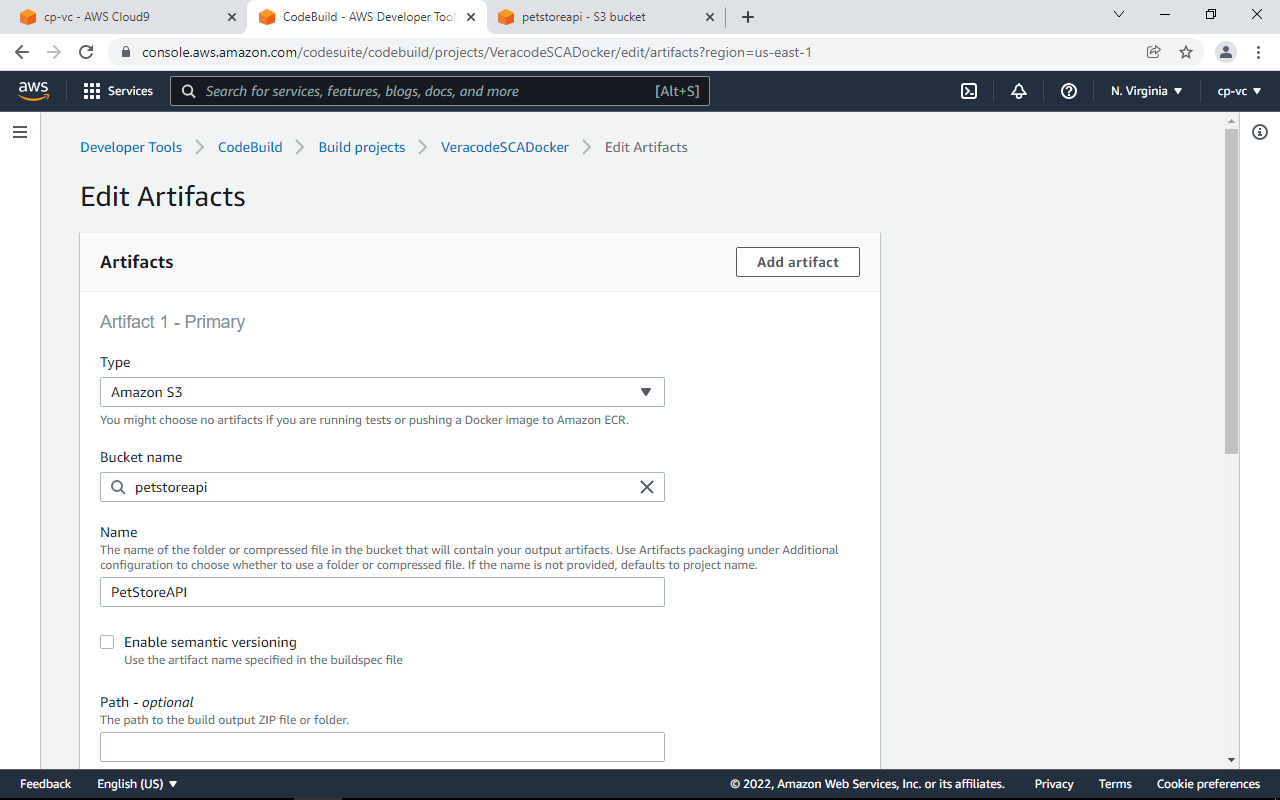 cp-vc - AWS Cloud9
CodeBuild - AWS Developer Tool
petstoreapi - S3 bucket
console.aws.amazon.com/codesuite/codebuild/projects/VeracodeSCADocker/edit/artifacts?region=us-east-1
aws
Services
Search for services, features, blogs, docs, and more
[Alt+S]
N. Virginia
cp-vc
Developer Tools
CodeBuild
Build projects
VeracodeSCADocker
Edit Artifacts
Edit Artifacts
Artifacts
Add artifact
Artifact 1 - Primary
Type
Amazon S3
You might choose no artifacts if you are running tests or pushing a Docker image to Amazon ECR.
Bucket name
petstoreapi
Name
The name of the folder or compressed file in the bucket that will contain your output artifacts. Use Artifacts packaging under Additional
configuration to choose whether to use a folder or compressed file. If the name is not provided, defaults to project name.
PetStoreAPI
Enable semantic versioning
Use the artifact name specified in the buildspec file
Path - optional
The path to the build output ZIP file or folder.
Feedback
English (US)
© 2022, Amazon Web Services, Inc. or its affiliates.
Privacy
Terms
Cookie preferences